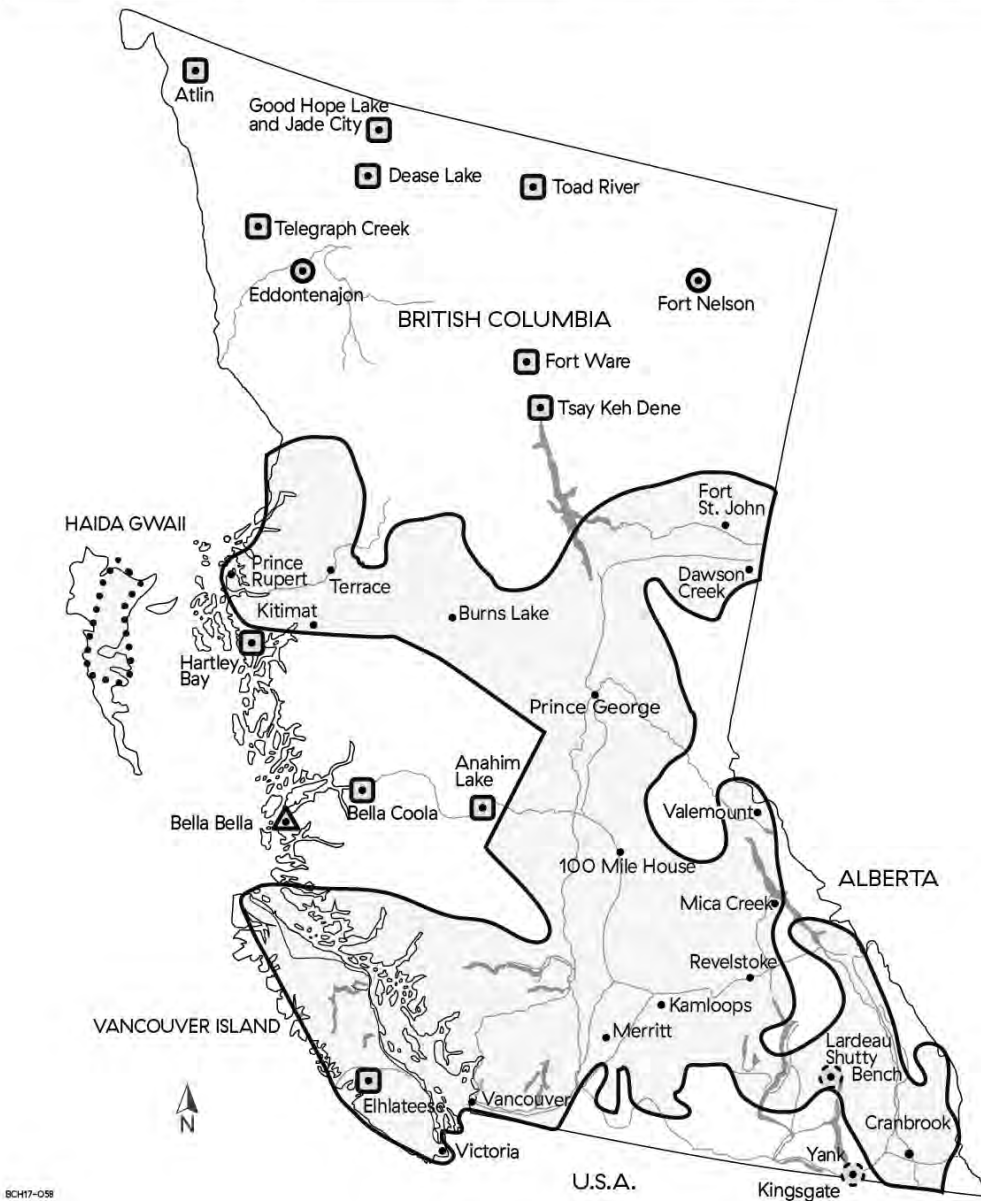 Atlin
Good Hope Lake
and Jade City
Dease Lake
Toad River
Telegraph Creek
Eddontenajon
Fort Nelson
BRITISH COLUMBIA
Fort Ware
Tsay Keh Dene
Fort
St. John
HAIDA GWAII
Prince
Rupert
Terrace
Dawson
Creek
Kitimat
Burns Lake
Hartley
Bay
Prince George
Anahim
Lake
Bella Coola
Valemount
Bella Bella
100 Mile House
ALBERTA
Mica Creek
Revelstoke
Kamloops
VANCOUVER ISLAND
Merritt
Lardeau
Shutty
Bench
Elhlateese
Vancouver
N
Cranbrook
Victoria
Yank
U.S.A.
Kingsgate
BCH17-058